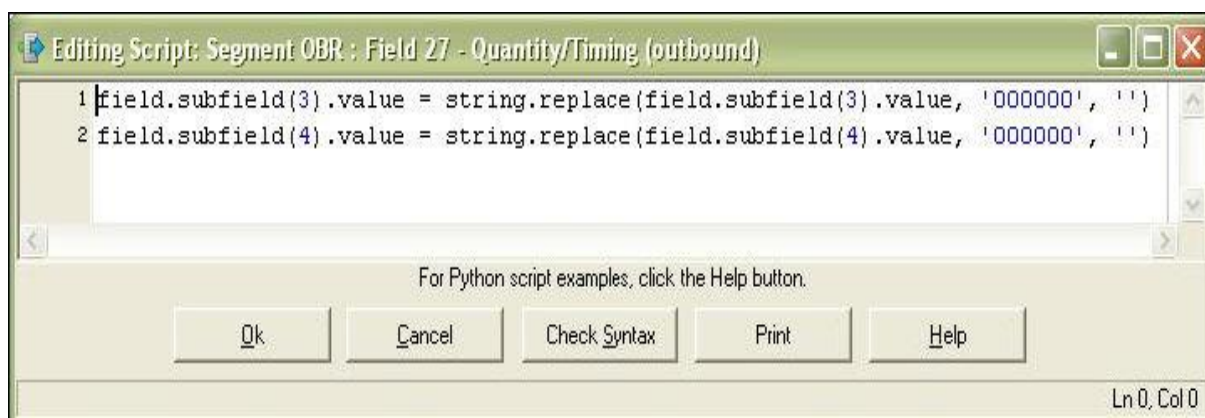 Editing Script: Segment OBR : Field 27 - Quantity/Timing (outbound)
1 field.subfield(3).value = string.replace(field.subfield(3).value, '000000', '')
2 field.subfield(4).value = string.replace(field.subfield(4).value, '000000', '')
For Python script examples, click the Help button.
Ok Cancel Check Syntax Print Help
Ln 0, Col 0